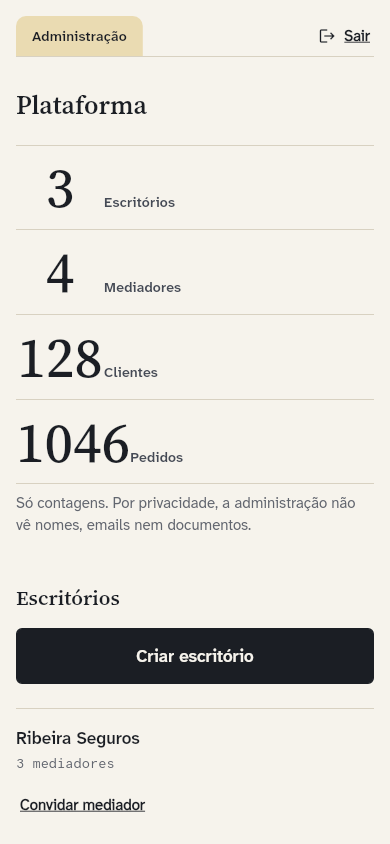 Administração
Sair
Plataforma
3 Escritórios
4 Mediadores
128 Clientes
1046 Pedidos
Só contagens. Por privacidade, a administração não
vê nomes, emails nem documentos.
Escritórios
Criar escritório
Ribeira Seguros
3 mediadores
Convidar mediador